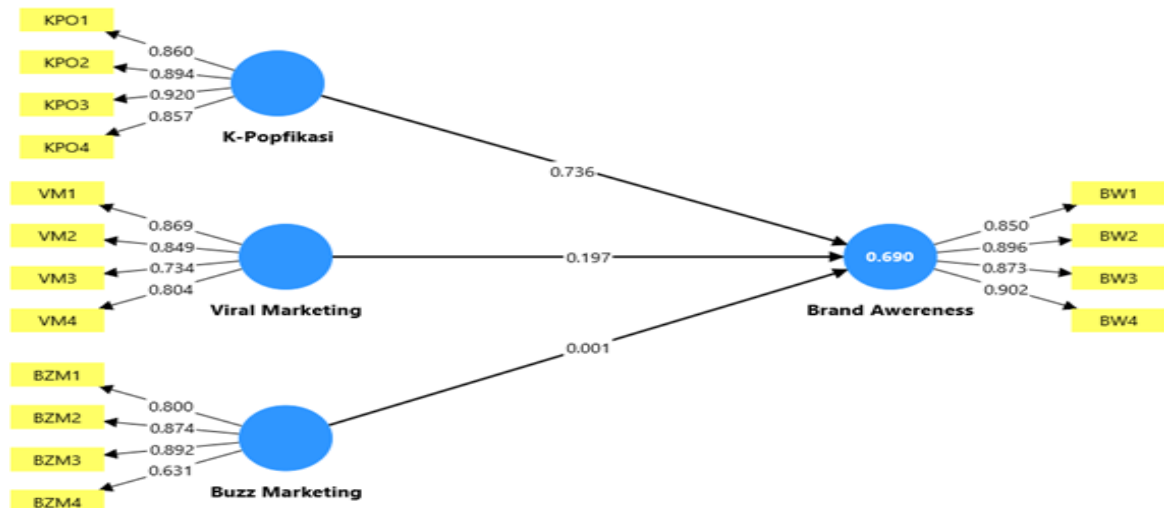 KPO1
0.860
KPO2
0.894
KPO3
0.920
KPO4
0.857
K-Popfikasi
0.736
VM1
0.869
VM2
0.849
VM3
0.734
VM4
0.804
Viral Marketing
0.197
BZM1
0.800
BZM2
0.874
BZM3
0.892
BZM4
0.631
Buzz Marketing
0.001
0.690
Brand Awereness
BW1
0.850
BW2
0.896
BW3
0.873
BW4
0.902